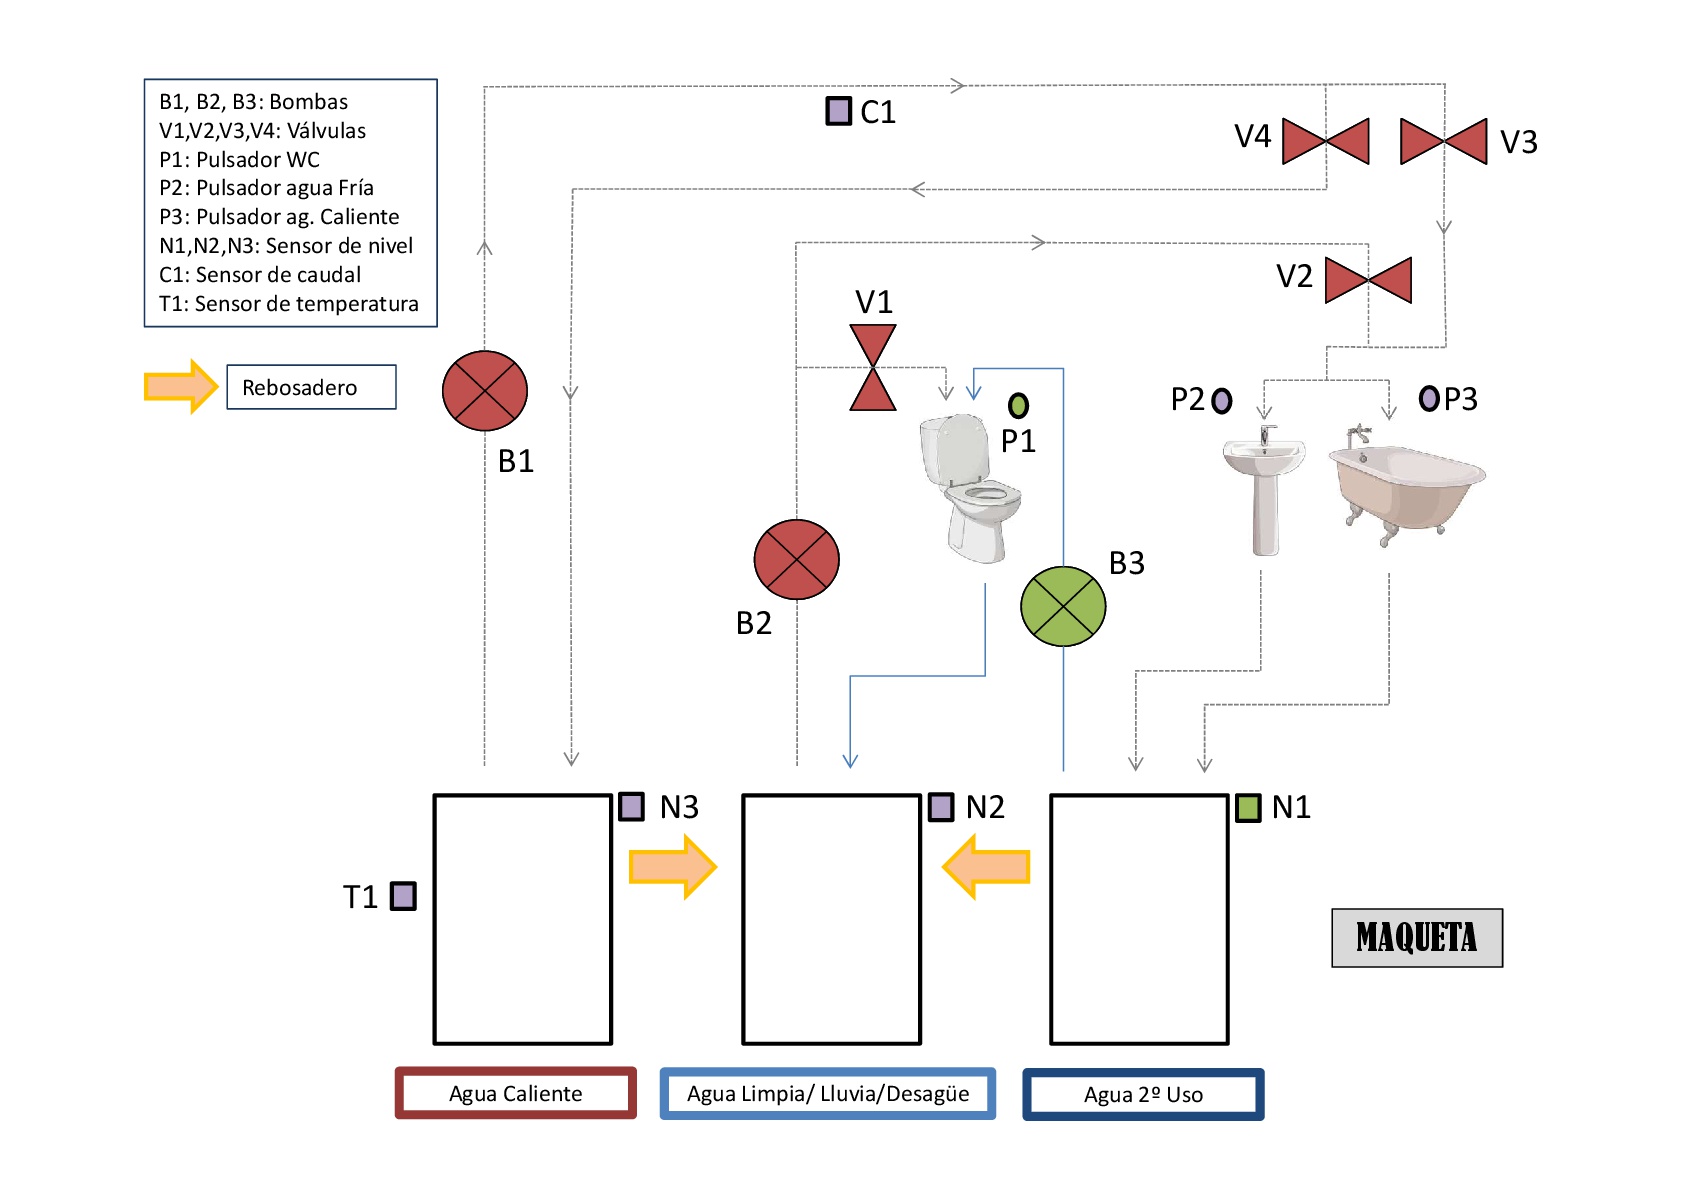 B1, B2, B3: Bombas
V1,V2,V3,V4: Válvulas
P1: Pulsador WC
P2: Pulsador agua Fría
P3: Pulsador ag. Caliente
N1,N2,N3: Sensor de nivel
C1: Sensor de caudal
T1: Sensor de temperatura
Rebosadero
C1
V4
V3
V2
V1
P2
P3
P1
B1
B3
B2
N3
N2
N1
T1
MAQUETA
Agua Caliente
Agua Limpia/ Lluvia/Desagüe
Agua 2º Uso